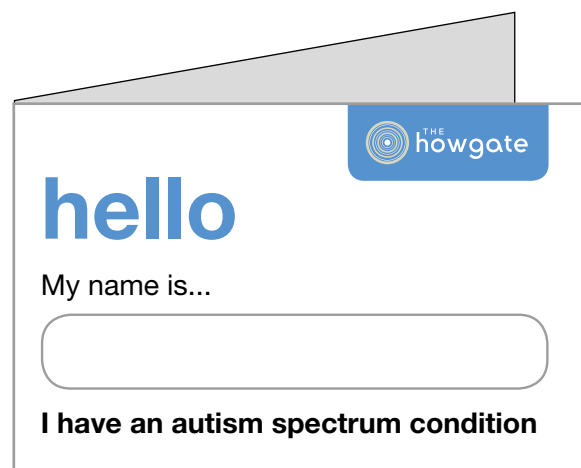 THE
howgate
hello
My name is...
I have an autism spectrum condition